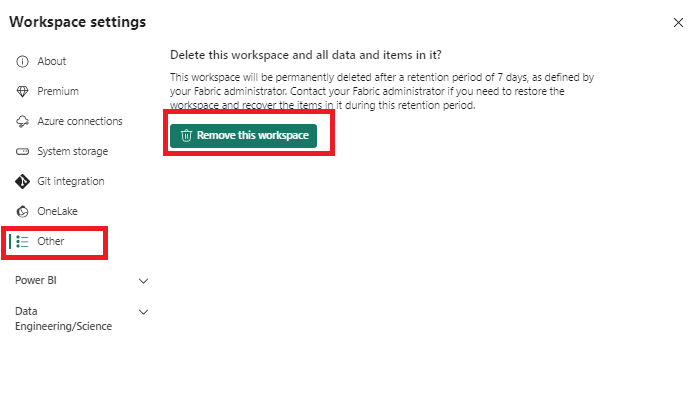 Workspace settings
About
Premium
Azure connections
System storage
Git integration
OneLake
Other
Power BI
Data
Engineering/Science
Delete this workspace and all data and items in it?
This workspace will be permanently deleted after a retention period of 7 days, as defined by
your Fabric administrator. Contact your Fabric administrator if you need to restore the
workspace and recover the items in it during this retention period.
Remove this workspace